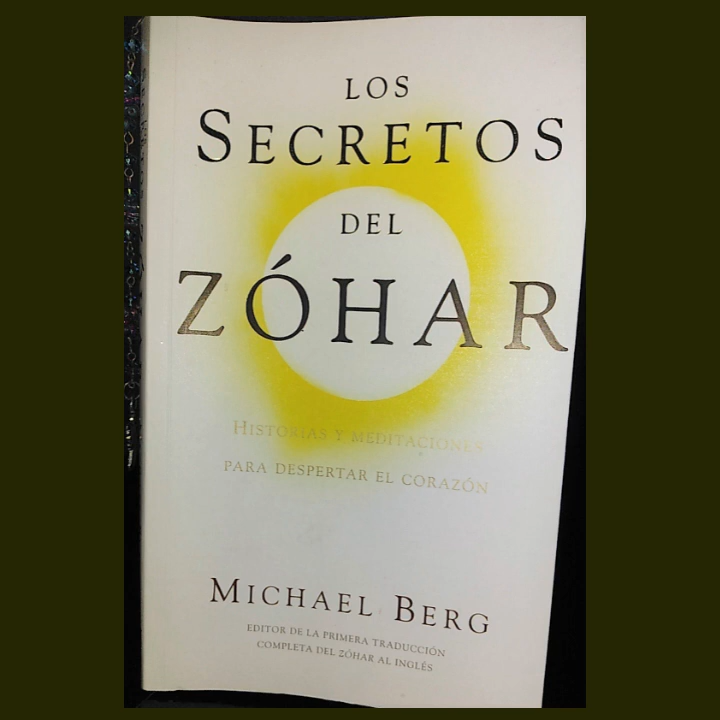 LOS
SECRETOS
DEL
ZÓHAR
HISTORIAS Y MEDITACIONES
PARA DESPERTAR EL CORAZÓN
MICHAEL BERG
EDITOR DE LA PRIMERA TRADUCCIÓN
COMPLETA DEL ZÓHAR AL INGLÉS